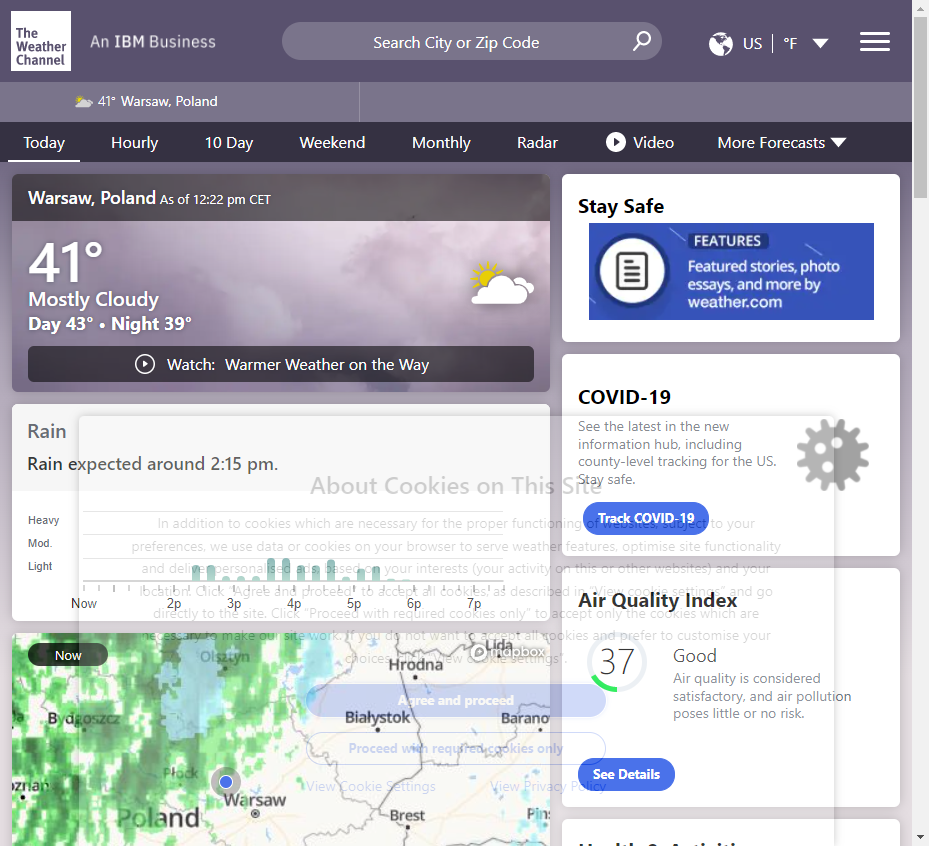 The
Weather
Channel
An IBM Business
Search City or Zip Code
US
°F
41° Warsaw, Poland
Today
Hourly
10 Day
Weekend
Monthly
Radar
Video
More Forecasts
Warsaw, Poland As of 12:22 pm CET
41°
Mostly Cloudy
Day 43° • Night 39°
Watch: Warmer Weather on the Way
Stay Safe
FEATURES
Featured stories, photo
essays, and more by
weather.com
COVID-19
See the latest in the new
information hub, including
county-level tracking for the US.
Stay safe.
Track COVID-19
Rain
Rain expected around 2:15 pm.
Heavy
Mod.
Light
Now
2p
3p
4p
5p
6p
7p
About Cookies on This Site
In addition to cookies which are necessary for the proper functioning of websites, subject to your
preferences, we use data or cookies on your browser to serve weather features, optimise site functionality
and deliver personalised ads, based on your interests (your activity on this or other websites) and your
location. Click "Agree and proceed" to accept all cookies, as described in "View cookie settings" and go
directly to the site. Click "Proceed with required cookies only" to accept only the cookies which are
necessary to make our site work. If you do not want to accept all cookies and prefer to customise your
choices click "View cookie settings".
Agree and proceed
Proceed with required cookies only
View Cookie Settings
View Privacy Policy
Air Quality Index
37
Good
Air quality is considered
satisfactory, and air pollution
poses little or no risk.
See Details
Now
mapbox
Lida
Olsztyn
Hrodna
Bydgoszcz
Białystok
Barano
Płock
znan
Warsaw
Poland
Brest
Pin